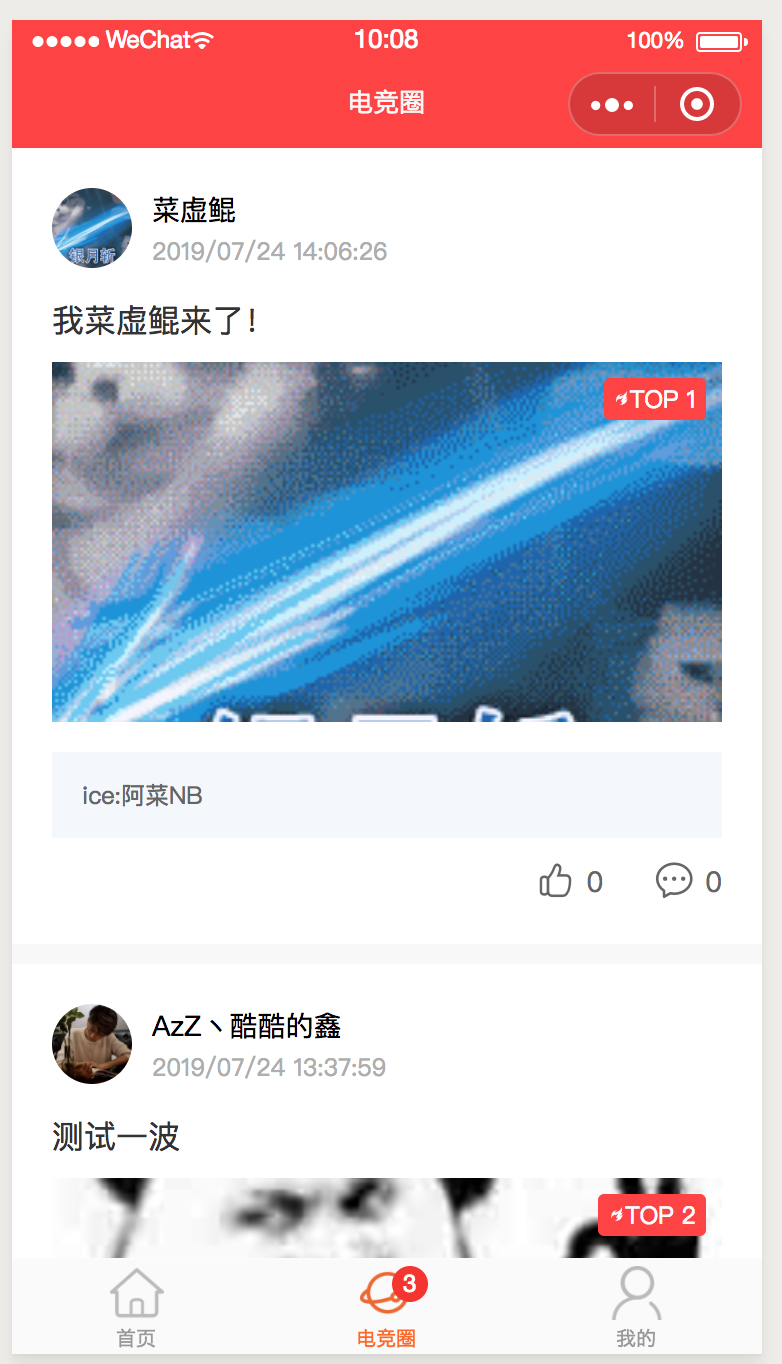 WeChat 10:08 100%
电竞圈
银月斩
菜虚鲲
2019/07/24 14:06:26
我菜虚鲲来了！
TOP 1
ice:阿菜NB
0 0
AzZ丶酷酷的鑫
2019/07/24 13:37:59
测试一波
TOP 2
3
首页 电竞圈 我的